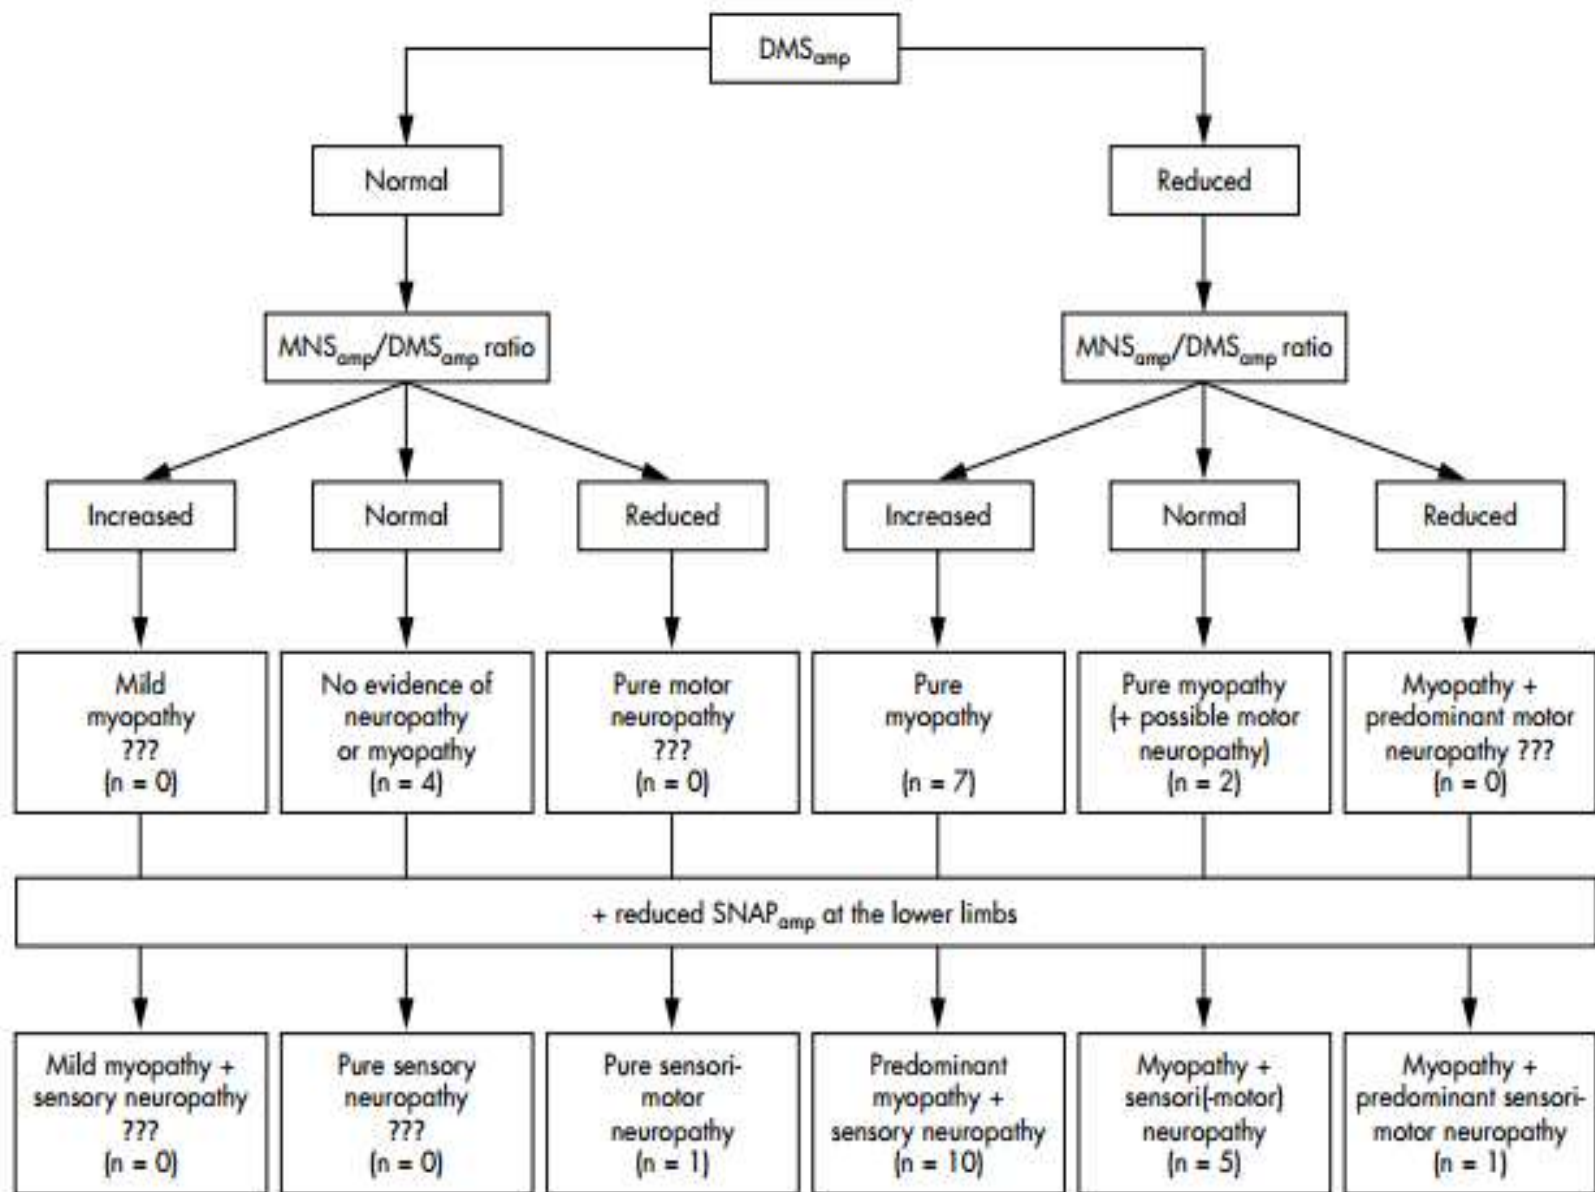 DMSamp
Normal
Reduced
MNSamp/DMSamp ratio
MNSamp/DMSamp ratio
Increased
Normal
Reduced
Increased
Normal
Reduced
Mild
myopathy
???
(n = 0)
No evidence of
neuropathy
or myopathy
(n = 4)
Pure motor
neuropathy
???
(n = 0)
Pure
myopathy
(n = 7)
Pure myopathy
(+ possible motor
neuropathy)
(n = 2)
Myopathy +
predominant motor
neuropathy ???
(n = 0)
+ reduced SNAPamp at the lower limbs
Mild myopathy +
sensory neuropathy
???
(n = 0)
Pure sensory
neuropathy
???
(n = 0)
Pure sensori-
motor
neuropathy
(n = 1)
Predominant
myopathy +
sensory neuropathy
(n = 10)
Myopathy +
sensori(-motor)
neuropathy
(n = 5)
Myopathy +
predominant sensori-
motor neuropathy
(n = 1)